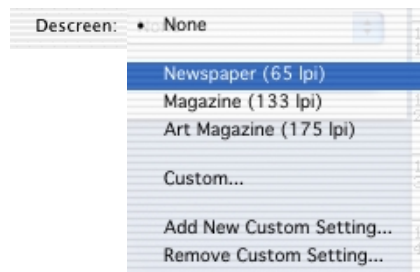 Descreen: • None
Newspaper (65 lpi)
Magazine (133 lpi)
Art Magazine (175 lpi)
Custom...
Add New Custom Setting...
Remove Custom Setting...